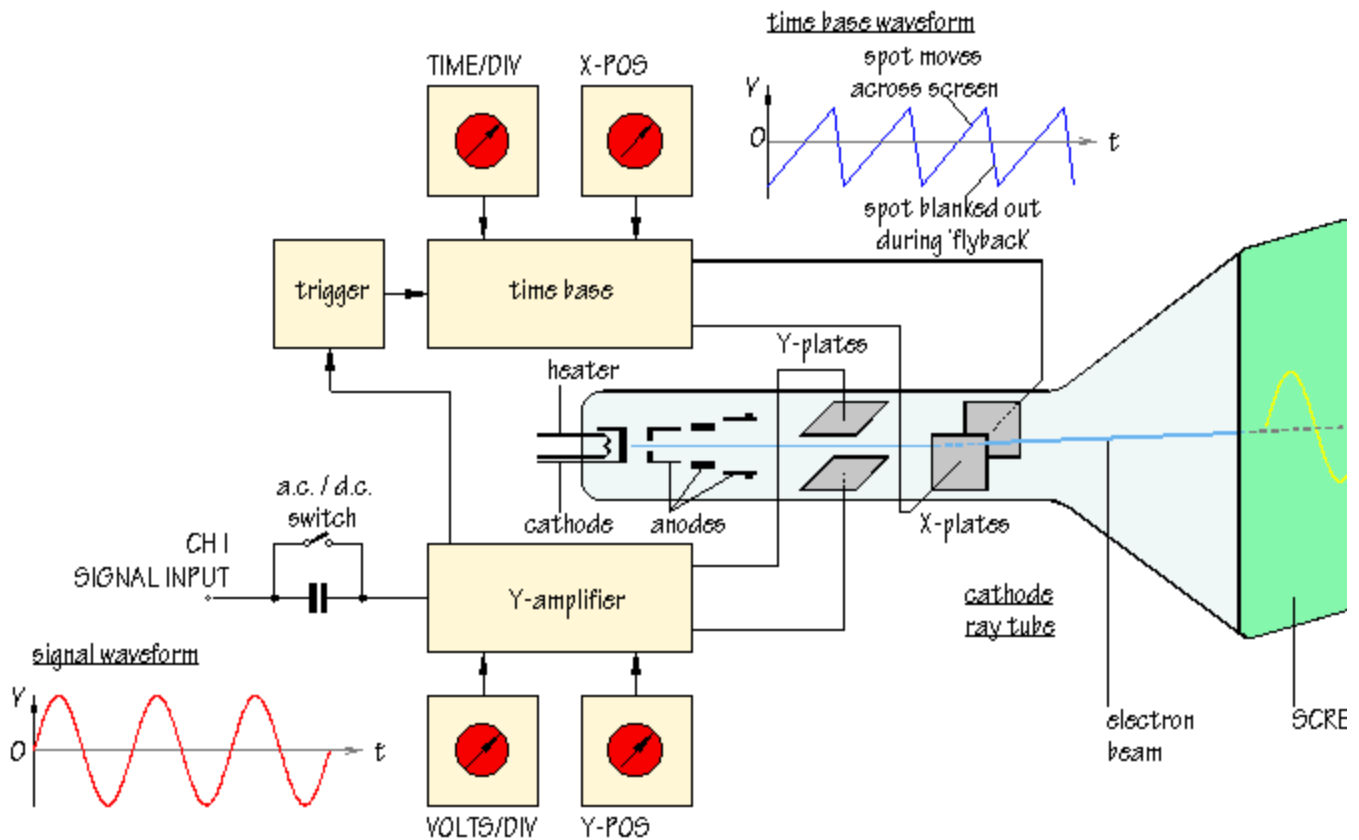 time base waveform
spot moves
across screen
TIME/DIV
X-POS
V
0
t
spot blanked out
during 'flyback'
trigger
time base
Y-plates
heater
a.c. / d.c.
switch
cathode
anodes
X-plates
CH I
SIGNAL INPUT
Y-amplifier
cathode
ray tube
signal waveform
V
0
t
electron
beam
SCRE
VOLTS/DIV
Y-POS